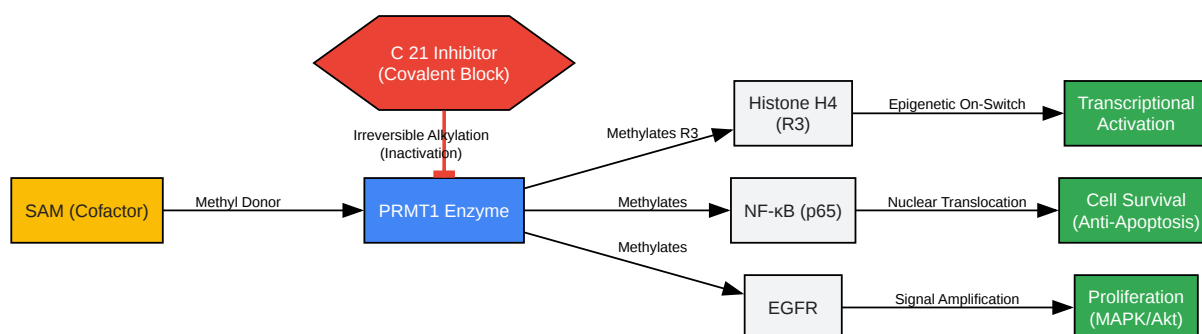 C 21 Inhibitor
(Covalent Block)
Irreversible Alkylation
(Inactivation)
SAM (Cofactor)
Methyl Donor
PRMT1 Enzyme
Methylates R3
Methylates
Methylates
Histone H4
(R3)
Epigenetic On-Switch
Transcriptional
Activation
NF-κB (p65)
Nuclear Translocation
Cell Survival
(Anti-Apoptosis)
EGFR
Signal Amplification
Proliferation
(MAPK/Akt)